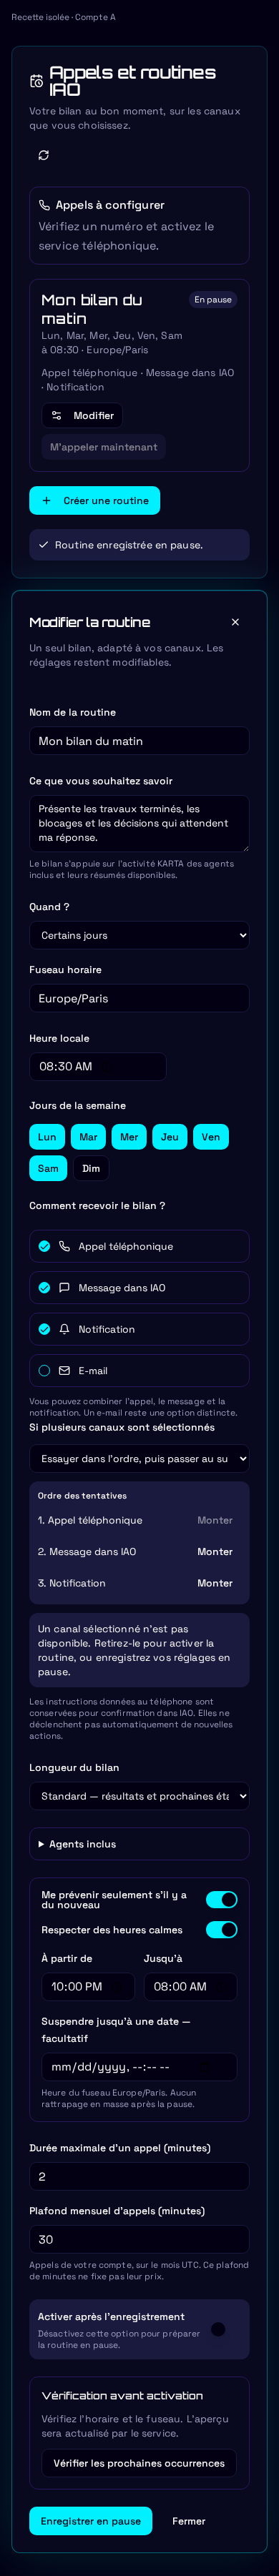 Recette isolée · Compte A
Appels et routines
IAO
Votre bilan au bon moment, sur les canaux
que vous choisissez.
Appels à configurer
Vérifiez un numéro et activez le
service téléphonique.
Mon bilan du
matin
En pause
Lun, Mar, Mer, Jeu, Ven, Sam
à 08:30 · Europe/Paris
Appel téléphonique · Message dans IAO
· Notification
Modifier
M'appeler maintenant
Créer une routine
Routine enregistrée en pause.
Modifier la routine
Un seul bilan, adapté à vos canaux. Les
réglages restent modifiables.
Nom de la routine
Mon bilan du matin
Ce que vous souhaitez savoir
Présente les travaux terminés, les
blocages et les décisions qui attendent
ma réponse.
Le bilan s'appuie sur l'activité KARTA des agents
inclus et leurs résumés disponibles.
Quand ?
Certains jours
Fuseau horaire
Europe/Paris
Heure locale
08:30 AM
Jours de la semaine
Lun Mar Mer Jeu Ven
Sam Dim
Comment recevoir le bilan ?
Appel téléphonique
Message dans IAO
Notification
E-mail
Vous pouvez combiner l'appel, le message et la
notification. Un e-mail reste une option distincte.
Si plusieurs canaux sont sélectionnés
Essayer dans l'ordre, puis passer au su
Ordre des tentatives
1. Appel téléphonique Monter
2. Message dans IAO Monter
3. Notification Monter
Un canal sélectionné n'est pas
disponible. Retirez-le pour activer la
routine, ou enregistrez vos réglages en
pause.
Les instructions données au téléphone sont
conservées pour confirmation dans IAO. Elles ne
déclenchent pas automatiquement de nouvelles
actions.
Longueur du bilan
Standard — résultats et prochaines éta
Agents inclus
Me prévenir seulement s'il y a
du nouveau
Respecter des heures calmes
À partir de Jusqu'à
10:00 PM 08:00 AM
Suspendre jusqu'à une date —
facultatif
mm/dd/yyyy, --:-- --
Heure du fuseau Europe/Paris. Aucun
rattrapage en masse après la pause.
Durée maximale d'un appel (minutes)
2
Plafond mensuel d'appels (minutes)
30
Appels de votre compte, sur le mois UTC. Ce plafond
de minutes ne fixe pas leur prix.
Activer après l'enregistrement
Désactivez cette option pour préparer
la routine en pause.
Vérification avant activation
Vérifiez l'horaire et le fuseau. L'aperçu
sera actualisé par le service.
Vérifier les prochaines occurrences
Enregistrer en pause
Fermer